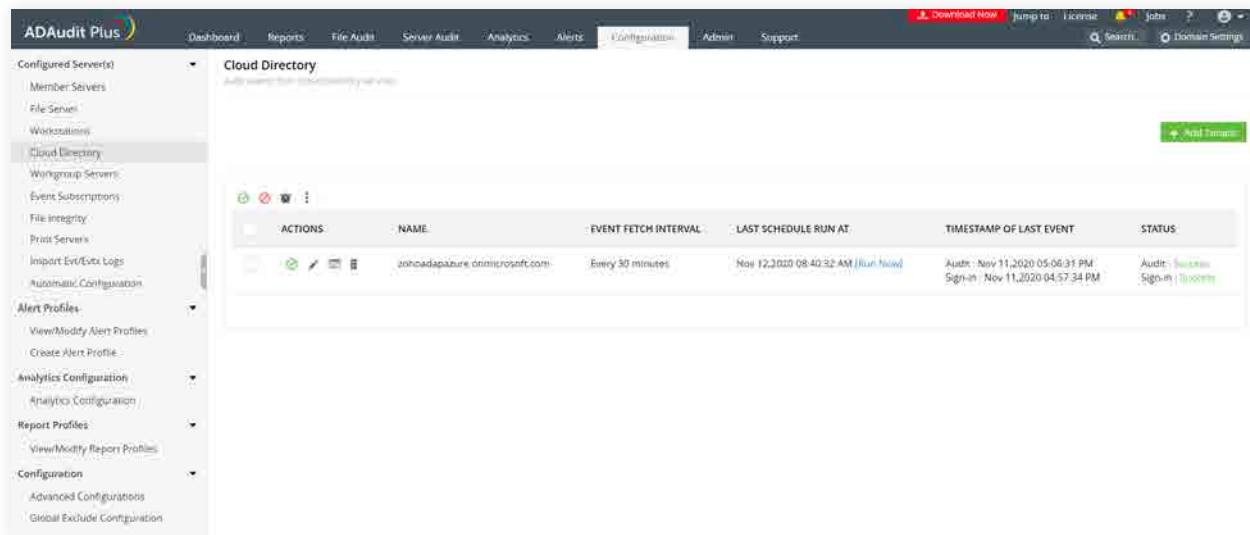 Download Now Jump to License Jobs ?
ADAudit Plus
Dashboard Reports File Audit Server Audit Analytics Alerts Configuration Admin Support
Search... Domain Settings
Configured Server(s)
Cloud Directory
Member Servers
File Server
Workstations
+ Add Tenant
Cloud Directory
Workgroup Servers
Event Subscriptions
File Integrity
ACTIONS NAME EVENT FETCH INTERVAL LAST SCHEDULE RUN AT TIMESTAMP OF LAST EVENT STATUS
Print Servers
Import Evt/Evtx Logs
zohoadapazure.onmicrosoft.com Every 30 minutes Nov 12,2020 08:40:32 AM [Run Now] Audit : Nov 11,2020 05:06:31 PM Audit : Success
Sign-in : Nov 11,2020 04:57:34 PM Sign-in : Success
Automatic Configuration
Alert Profiles
View/Modify Alert Profiles
Create Alert Profile
Analytics Configuration
Analytics Configuration
Report Profiles
View/Modify Report Profiles
Configuration
Advanced Configurations
Global Exclude Configuration